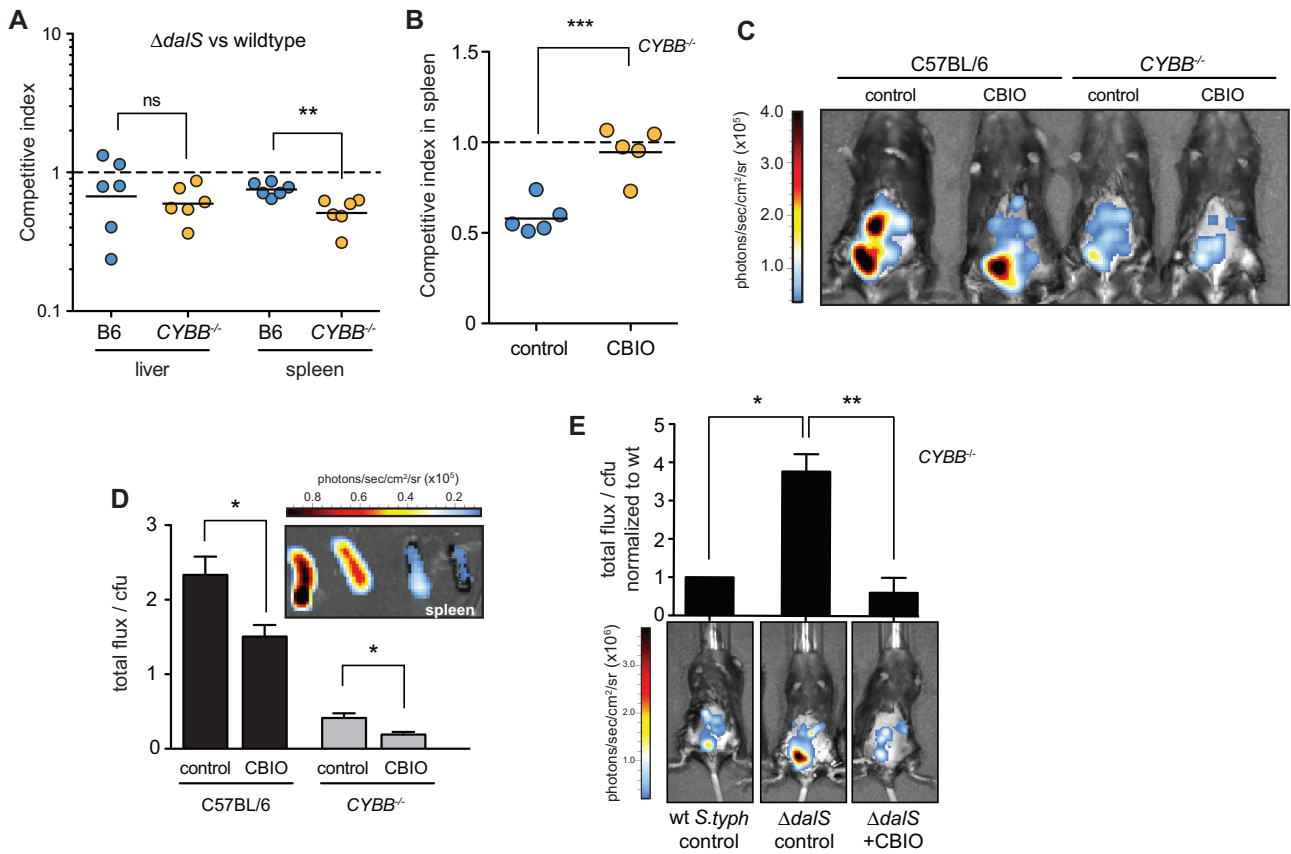 A
ΔdalS vs wildtype
Competitive index
10
1
0.1
ns
**
B6
CYBB-/-
B6
CYBB-/-
liver
spleen
B
***
CYBB-/-
Competitive index in spleen
1.5
1.0
0.5
0
control
CBIO
C
C57BL/6
CYBB-/-
control
CBIO
control
CBIO
photons/sec/cm2/sr (x105)
4.0
3.0
2.0
1.0
D
photons/sec/cm2/sr (x105)
0.8
0.6
0.4
0.2
spleen
total flux / cfu
3
2
1
0
*
*
control
CBIO
control
CBIO
C57BL/6
CYBB-/-
E
*
**
CYBB-/-
total flux / cfu
normalized to wt
5
4
3
2
1
0
photons/sec/cm2/sr (x106)
3.0
2.0
1.0
wt S.typh
control
ΔdalS
control
ΔdalS
+CBIO